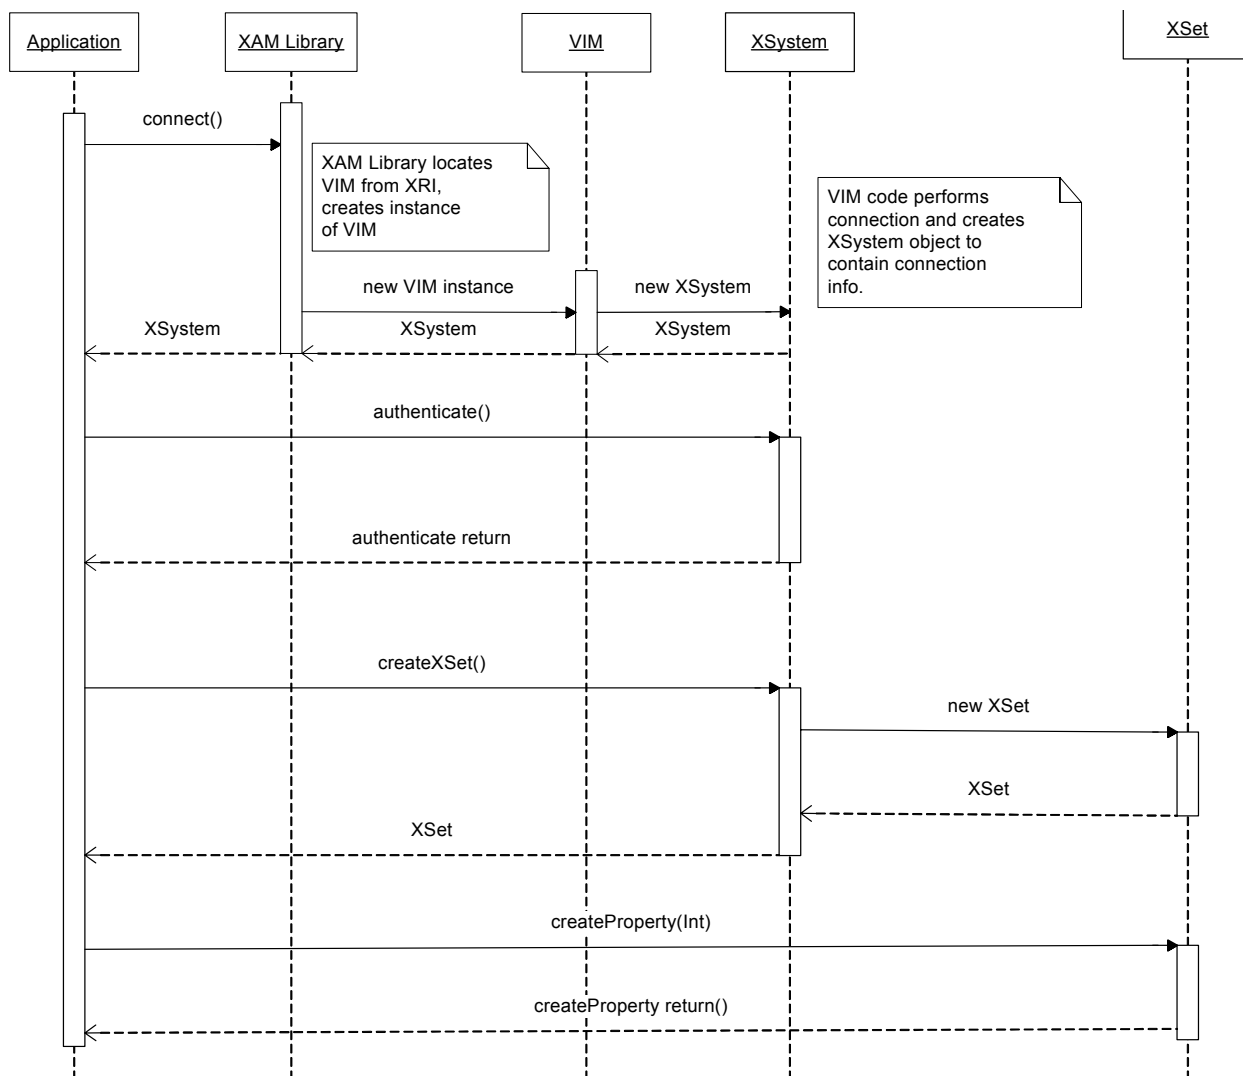 Application
XAM Library
VIM
XSystem
XSet
connect()
XAM Library locates
VIM from XRI,
creates instance
of VIM
VIM code performs
connection and creates
XSystem object to
contain connection
info.
new VIM instance
new XSystem
XSystem
XSystem
XSystem
authenticate()
authenticate return
createXSet()
new XSet
XSet
XSet
createProperty(Int)
createProperty return()